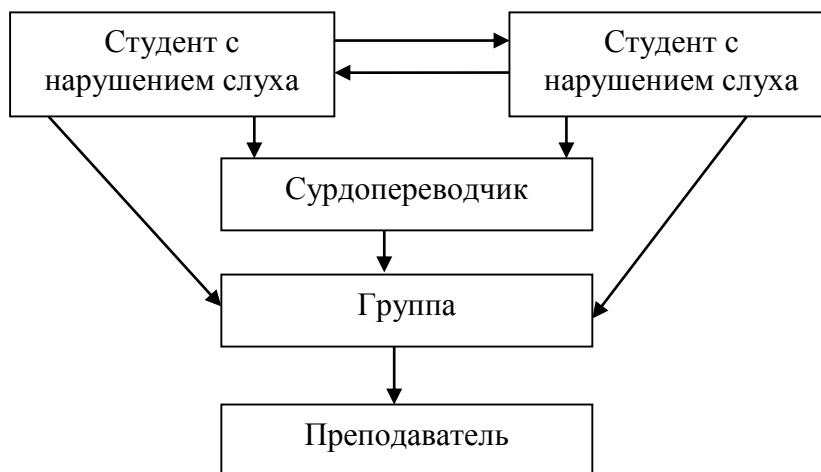 Студент с
нарушением слуха
Студент с
нарушением слуха
Сурдопереводчик
Группа
Преподаватель